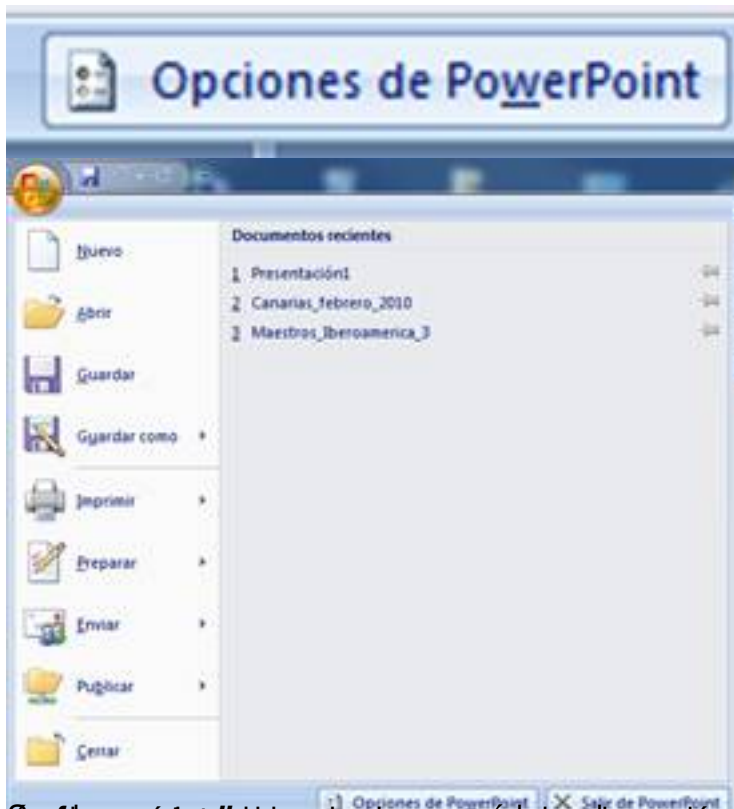 Opciones de PowerPoint
Nuevo
Abrir
Guardar
Guardar como
Imprimir
Preparar
Enviar
Publicar
Cerrar
Documentos recientes
1 Presentación1
2 Canarias_febrero_2010
3 Maestros_Iberoamerica_3
Opciones de PowerPoint
Salir de PowerPoint